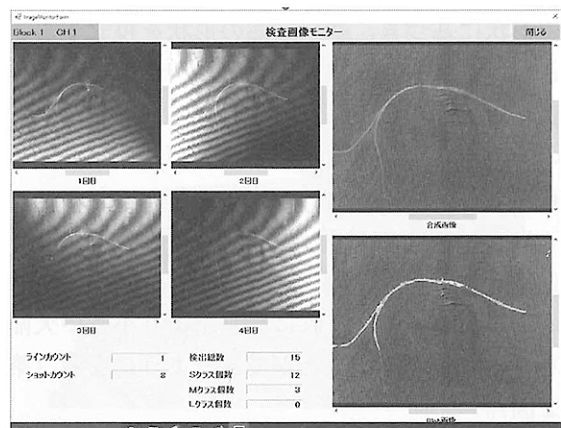 ImageMonitorForm
Block 1 CH 1
検査画像モニター
閉じる
1回目
2回目
合成画像
3回目
4回目
ラインカウント 1
検出総数 15
ショットカウント 8
Sクラス個数 12
Mクラス個数 3
Lクラス個数 0